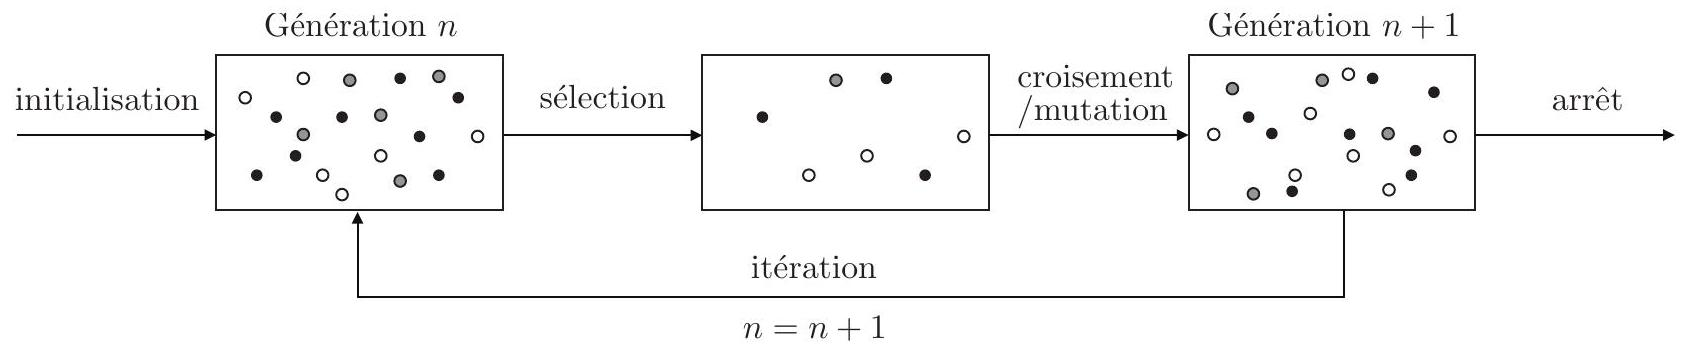 Génération n
Génération n + 1
initialisation
sélection
croisement
/mutation
arrêt
itération
n = n + 1